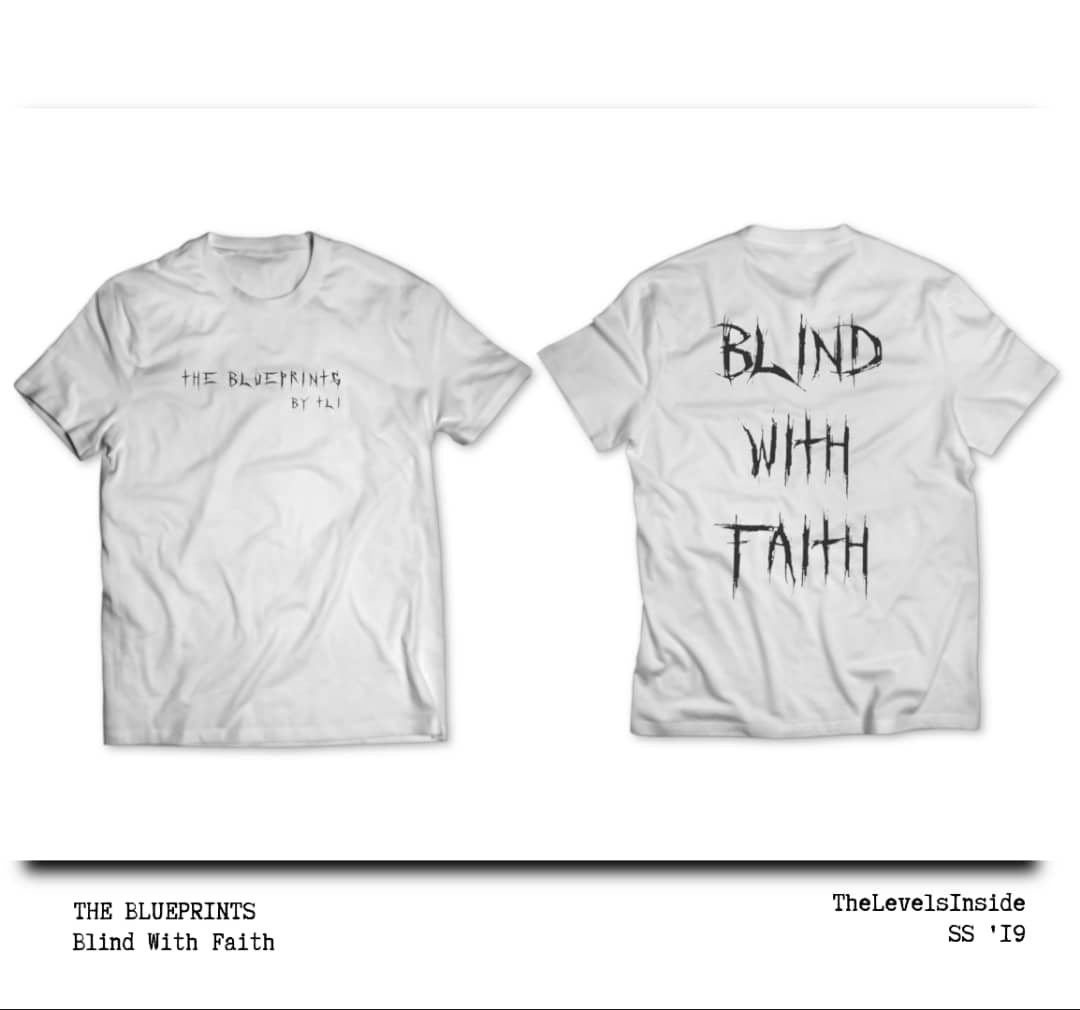 tHE BLUEPRINtS
BY tLI
BLIND
WItH
FAItH
THE BLUEPRINTS
Blind With Faith
TheLevelsInside
SS 'I9